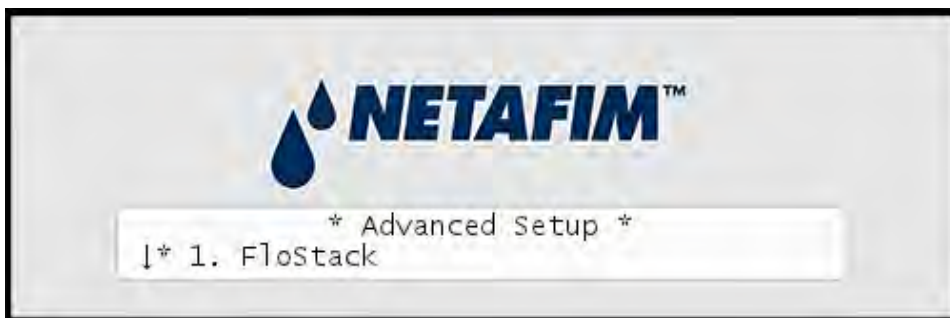 NETAFIM™
* Advanced Setup *
↓* 1. FloStack